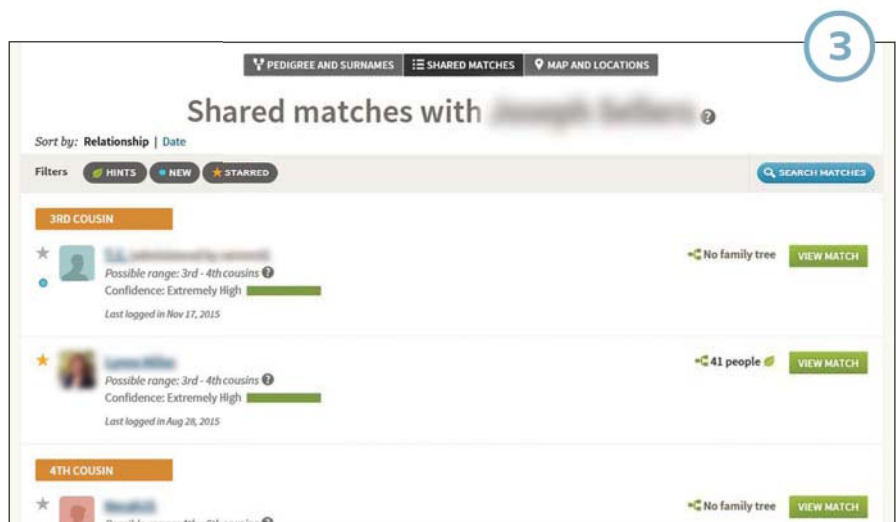 3
PEDIGREE AND SURNAMES SHARED MATCHES MAP AND LOCATIONS
Shared matches with
Sort by: Relationship | Date
Filters HINTS NEW STARRED SEARCH MATCHES
3RD COUSIN
No family tree VIEW MATCH
Possible range: 3rd - 4th cousins
Confidence: Extremely High
Last logged in Nov 17, 2015
41 people VIEW MATCH
Possible range: 3rd - 4th cousins
Confidence: Extremely High
Last logged in Aug 28, 2015
4TH COUSIN
No family tree VIEW MATCH